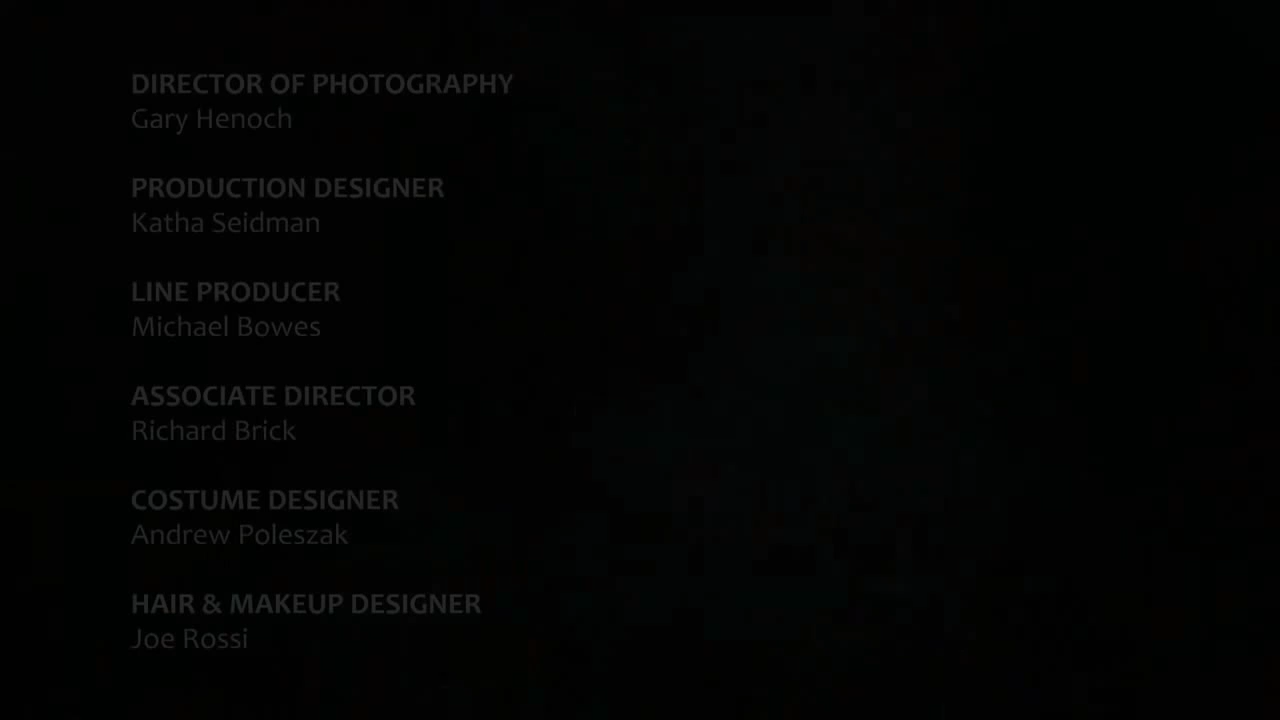 DIRECTOR OF PHOTOGRAPHY
Gary Henoch
PRODUCTION DESIGNER
Katha Seidman
LINE PRODUCER
Michael Bowes
ASSOCIATE DIRECTOR
Richard Brick
COSTUME DESIGNER
Andrew Poleszak
HAIR & MAKEUP DESIGNER
Joe Rossi